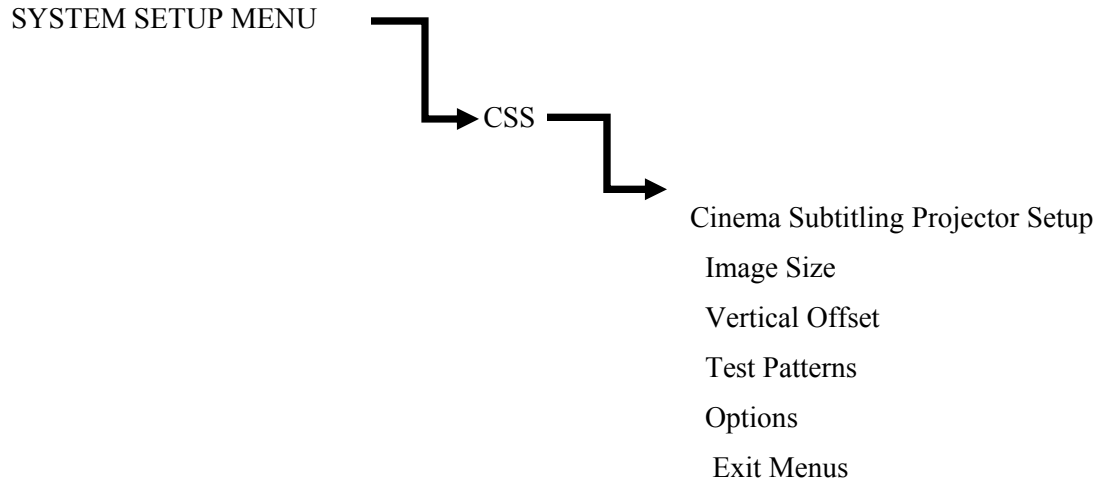 SYSTEM SETUP MENU
CSS
Cinema Subtitling Projector Setup
Image Size
Vertical Offset
Test Patterns
Options
Exit Menus